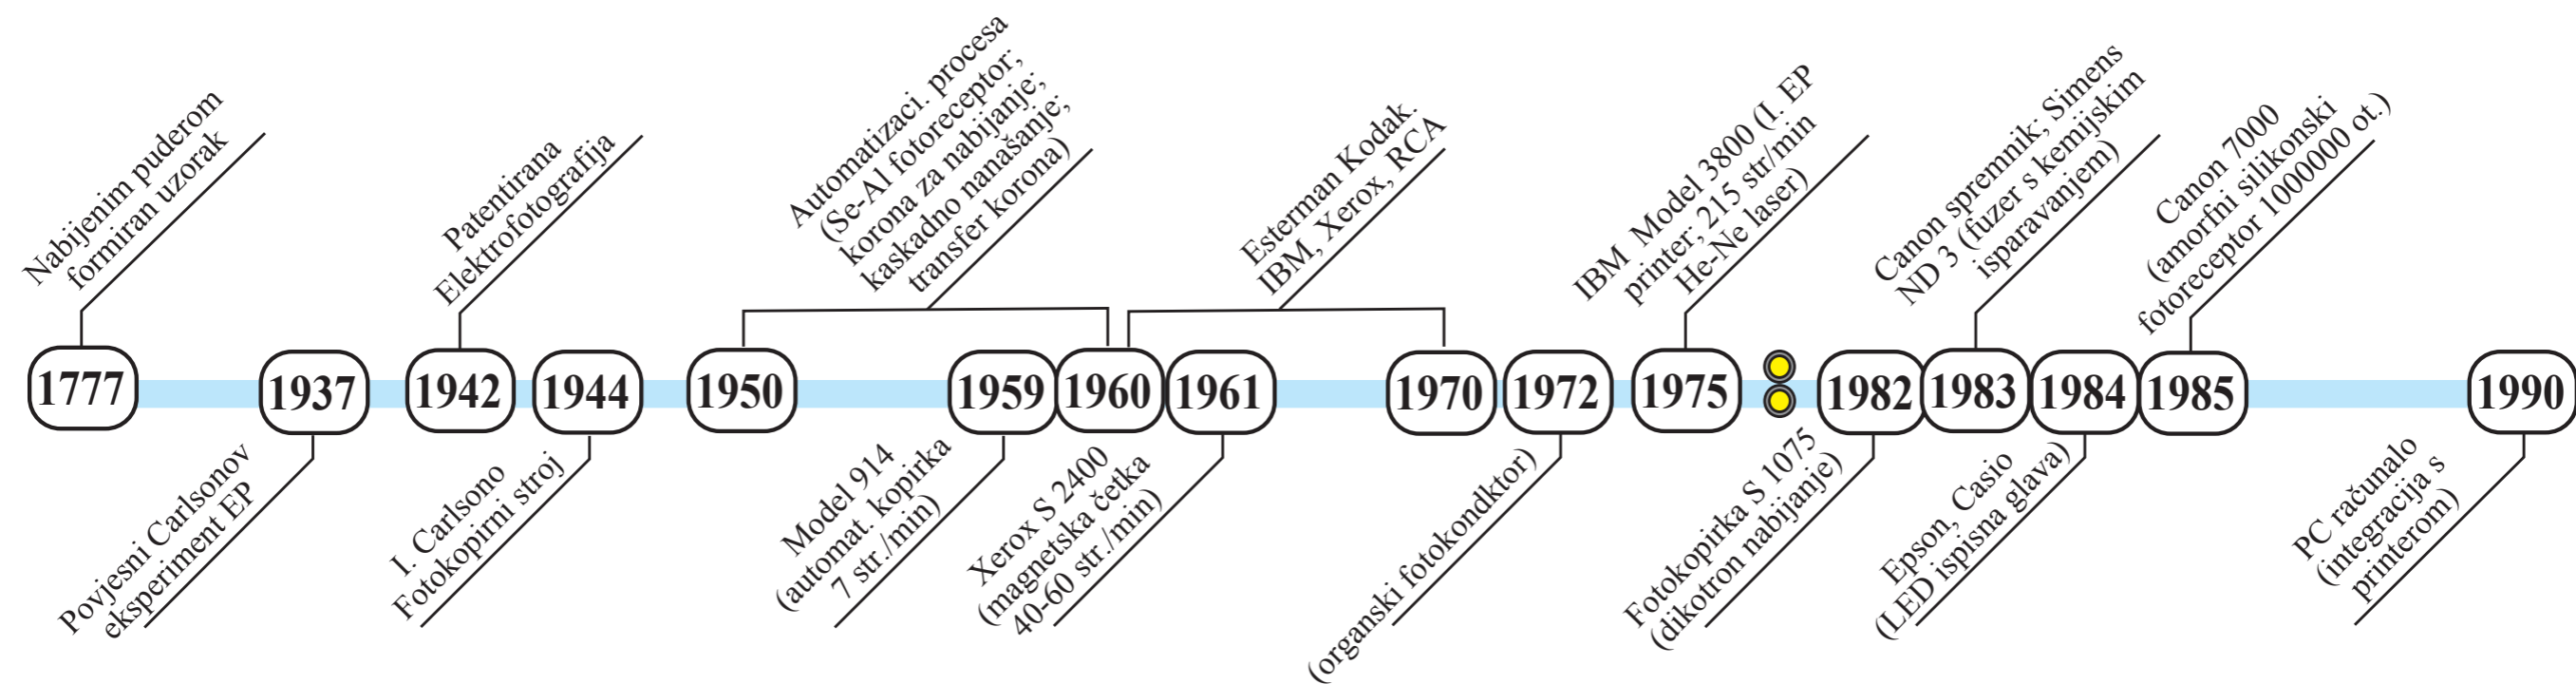 Nabijenim puderom
formiran uzorak
Patentirana
Elektrofotografija
Automatizaci. procesa
(Se-Al fotoreceptor;
korona za nabijanje;
kaskadno nanašanje;
transfer korona)
Esterman Kodak.
IBM, Xerox, RCA
IBM Model 3800 (I. EP
printer; 215 str/min
He-Ne laser)
Canon spremnik; Simens
ND 3 (fuzer s kemijskim
isparavanjem)
Canon 7000
(amorfni silikonski
fotoreceptor 1000000 ot.)
1777
1937
1942
1944
1950
1959
1960
1961
1970
1972
1975
1982
1983
1984
1985
1990
Povjesni Carlsonov
eksperiment EP
I. Carlsono
Fotokopirni stroj
Model 914
(automat. kopirka
7 str./min)
Xerox S 2400
(magnetska četka
40-60 str./min)
(organski fotokondktor)
Fotokopirka S 1075
(dikotron nabijanje)
Epson, Casio
(LED ispisna glava)
PC računalo
(integracija s
printerom)